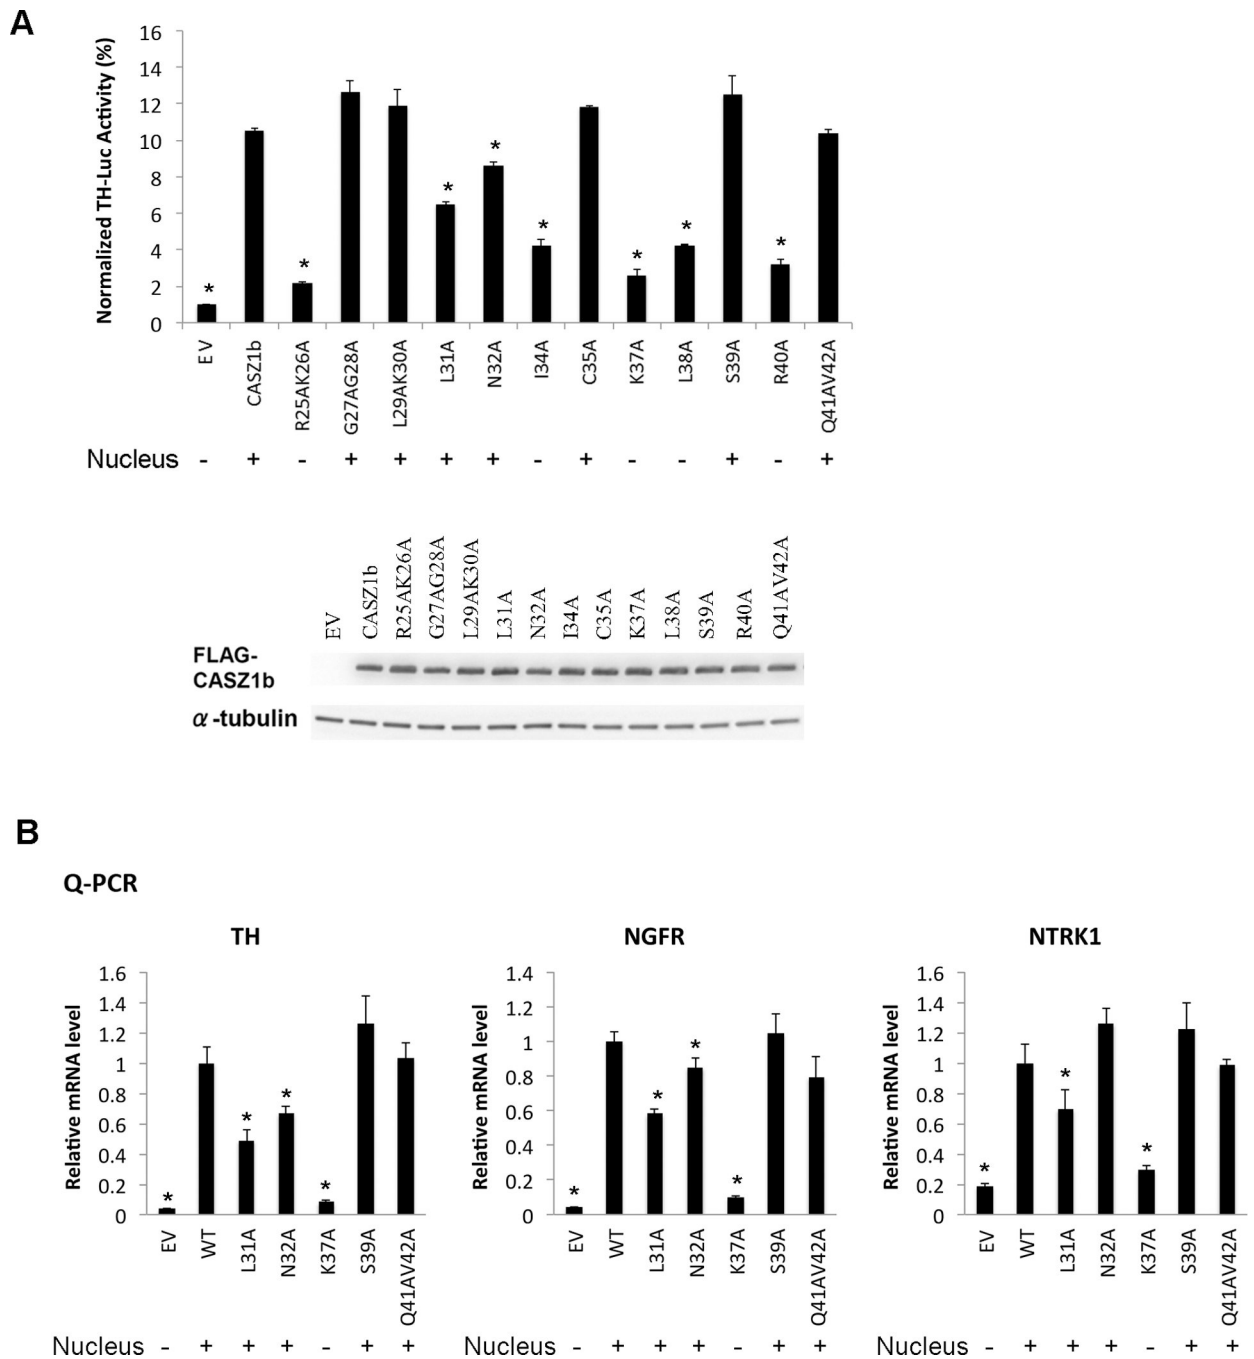 A
Normalized TH-Luc Activity (%)
16
14
12
10
8
6
4
2
0
* * * * * * * *
EV CASZ1b R25AK26A G27AG28A L29AK30A L31A N32A I34A C35A K37A L38A S39A R40A Q41AV42A
Nucleus - + - + + + + - + - - + - +
EV CASZ1b R25AK26A G27AG28A L29AK30A L31A N32A I34A C35A K37A L38A S39A R40A Q41AV42A
FLAG-
CASZ1b
α-tubulin
B
Q-PCR
TH
Relative mRNA level
1.6
1.4
1.2
1
0.8
0.6
0.4
0.2
0
* * * *
EV WT L31A N32A K37A S39A Q41AV42A
Nucleus - + + + - + +
NGFR
Relative mRNA level
1.4
1.2
1
0.8
0.6
0.4
0.2
0
* * * *
EV WT L31A N32A K37A S39A Q41AV42A
Nucleus - + + + - + +
NTRK1
Relative mRNA level
1.6
1.4
1.2
1
0.8
0.6
0.4
0.2
0
* * *
EV WT L31A N32A K37A S39A Q41AV42A
Nucleus - + + + - + +